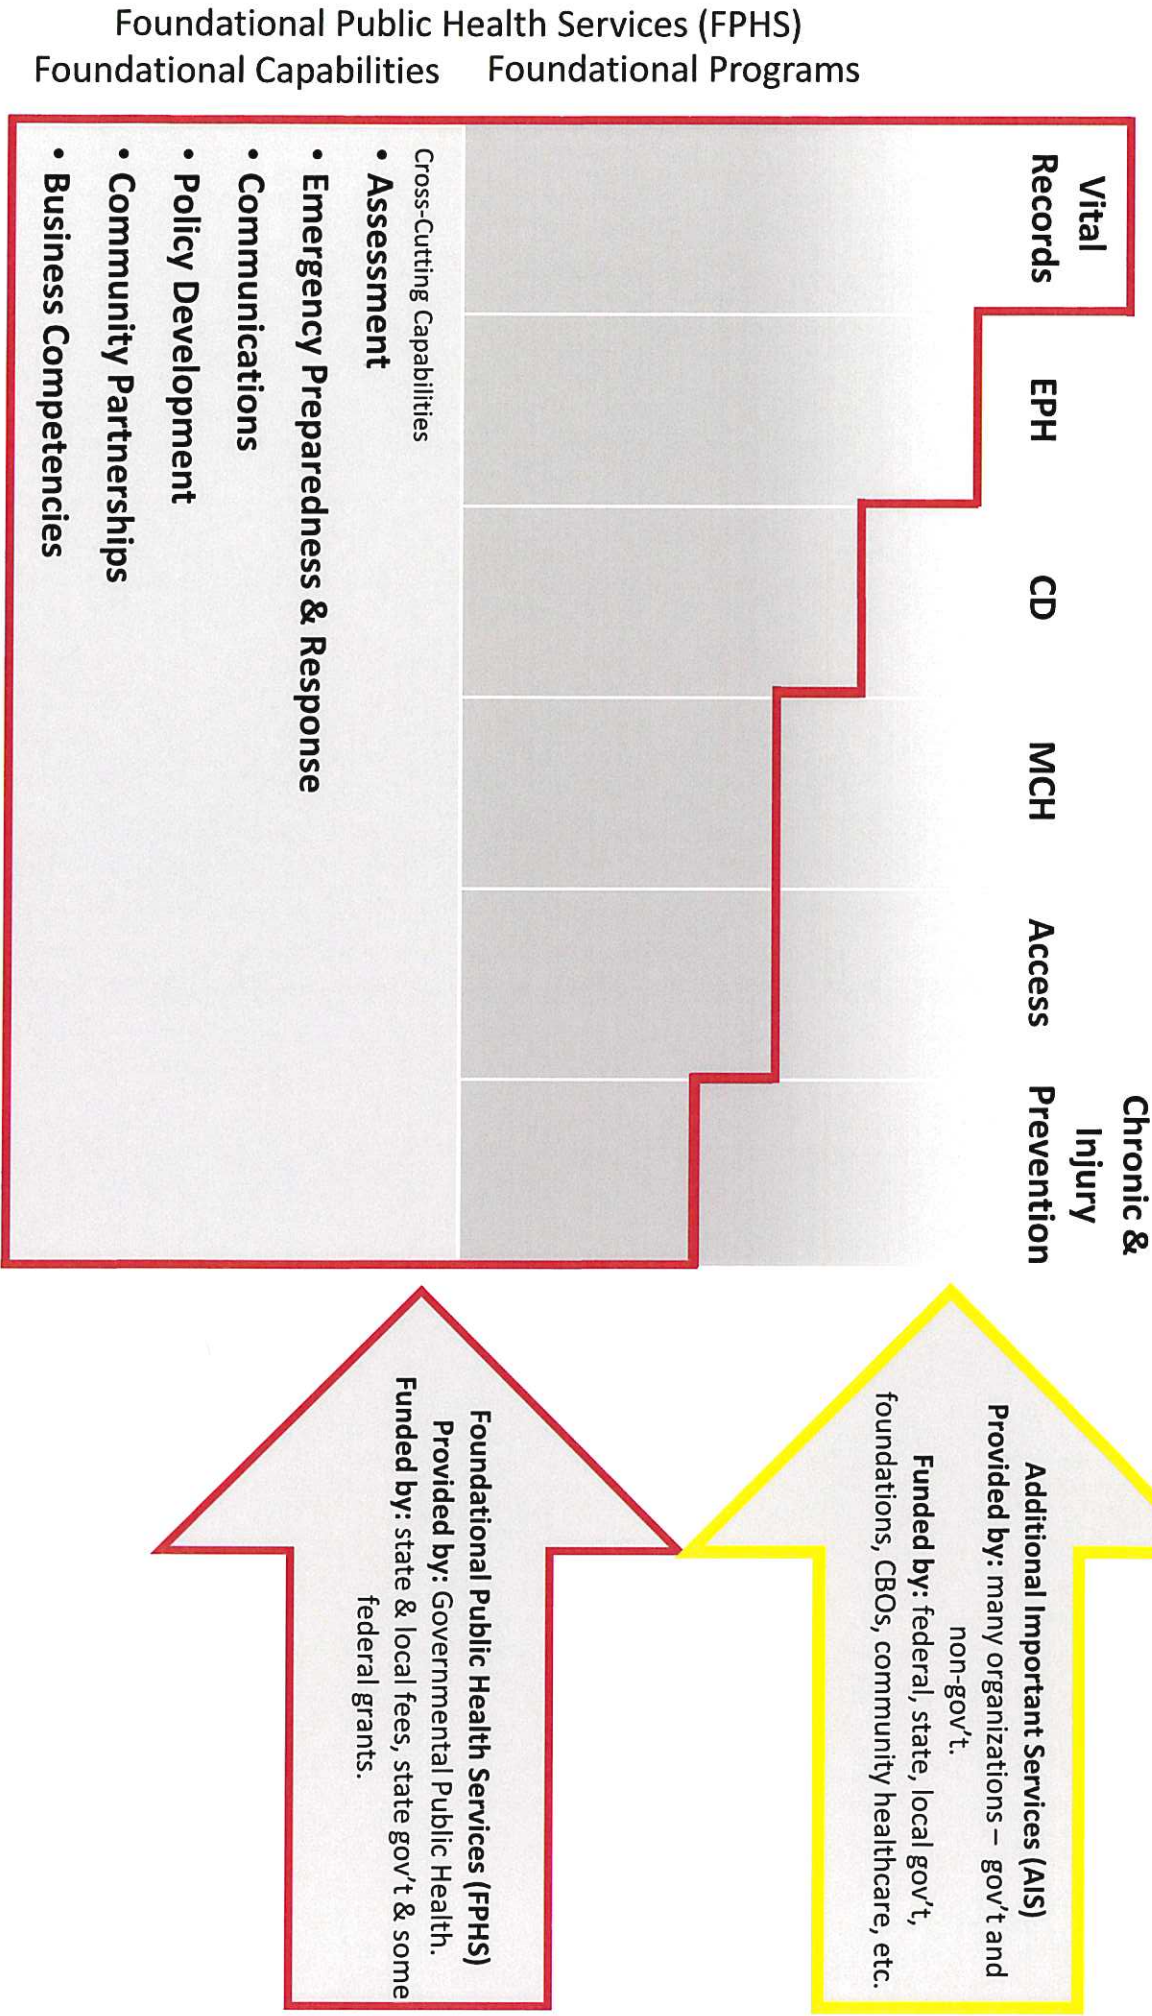 Foundational Public Health Services (FPHS)
Foundational Capabilities
Foundational Programs
Vital
Records
EPH
CD
MCH
Access
Chronic &
Injury
Prevention
Cross-Cutting Capabilities
• Assessment
• Emergency Preparedness & Response
• Communications
• Policy Development
• Community Partnerships
• Business Competencies
Additional Important Services (AIS)
Provided by: many organizations – gov't and
non-gov't.
Funded by: federal, state, local gov't,
foundations, CBOs, community healthcare, etc.
Foundational Public Health Services (FPHS)
Provided by: Governmental Public Health.
Funded by: state & local fees, state gov't & some
federal grants.